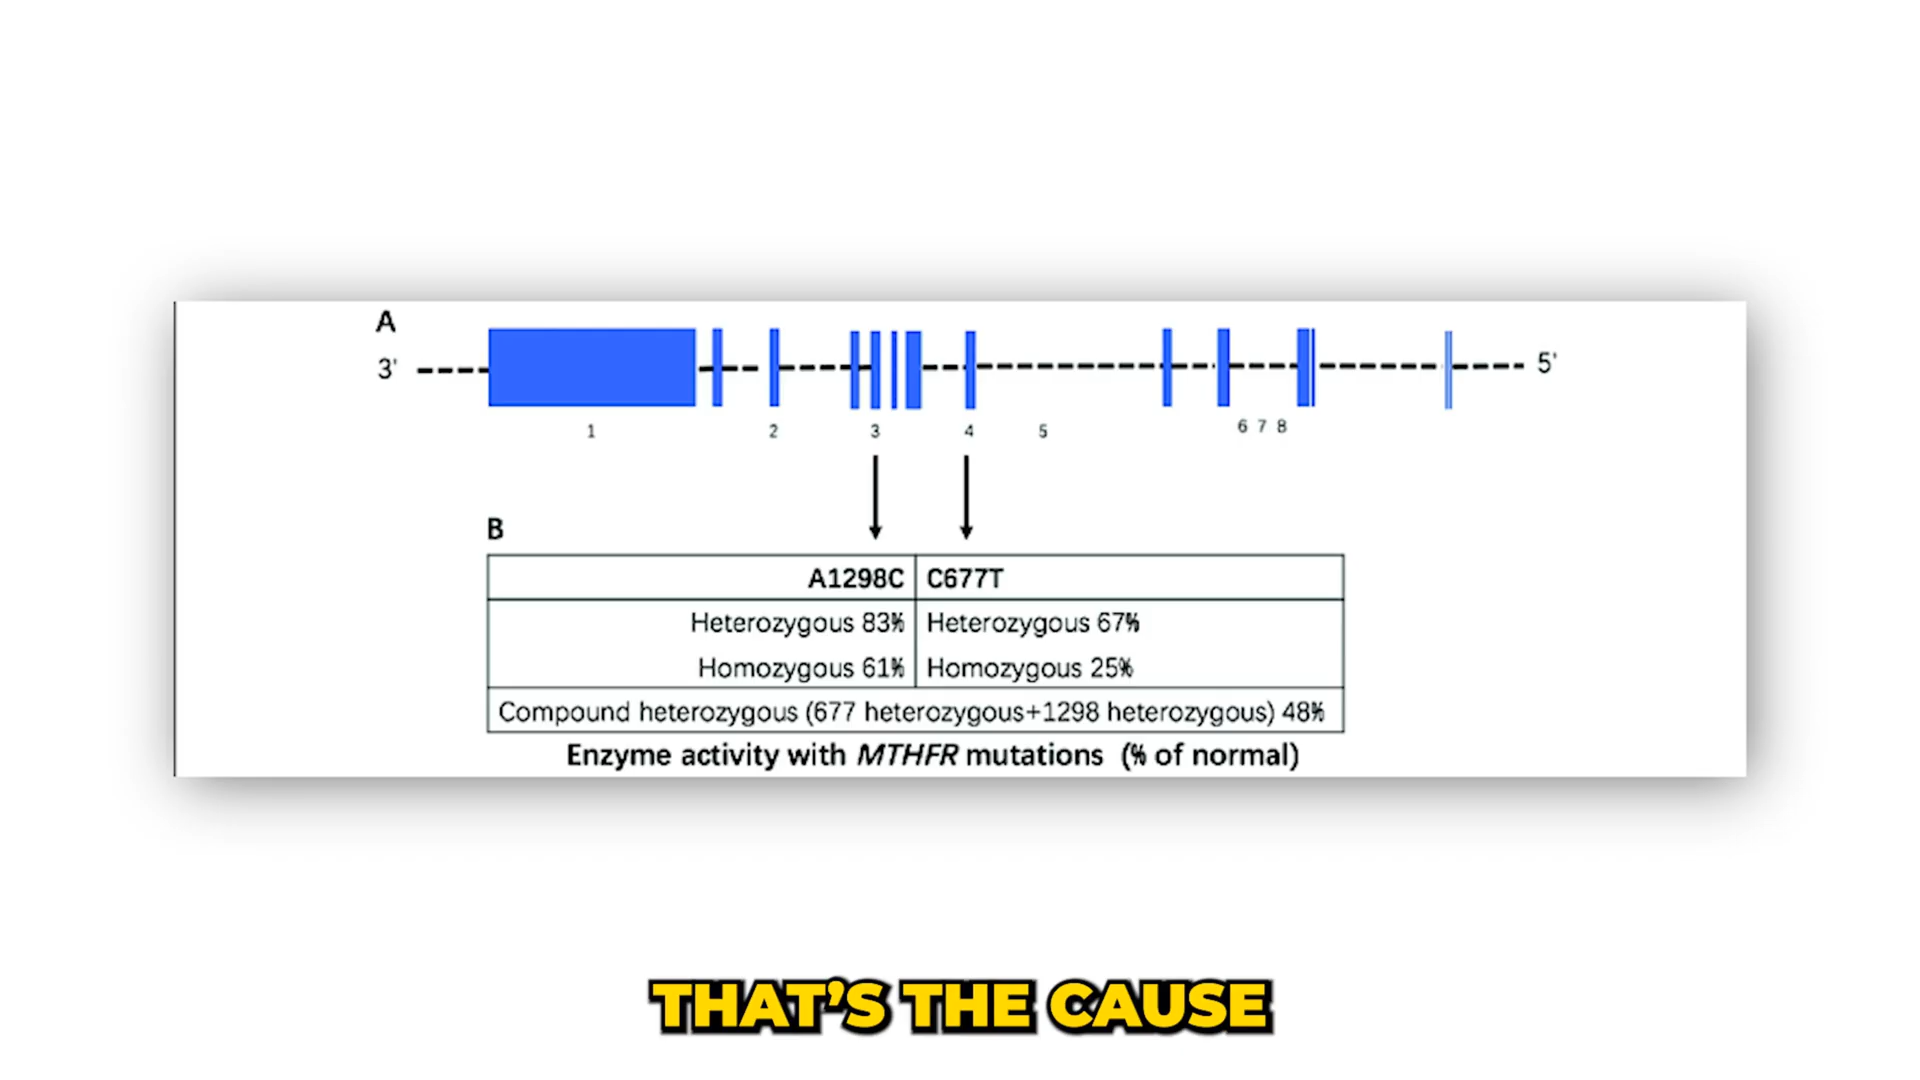 A
3' 5'
1 2 3 4 5 6 7 8
B
A1298C C677T
Heterozygous 83% Heterozygous 67%
Homozygous 61% Homozygous 25%
Compound heterozygous (677 heterozygous+1298 heterozygous) 48%
Enzyme activity with MTHFR mutations (% of normal)
THAT'S THE CAUSE